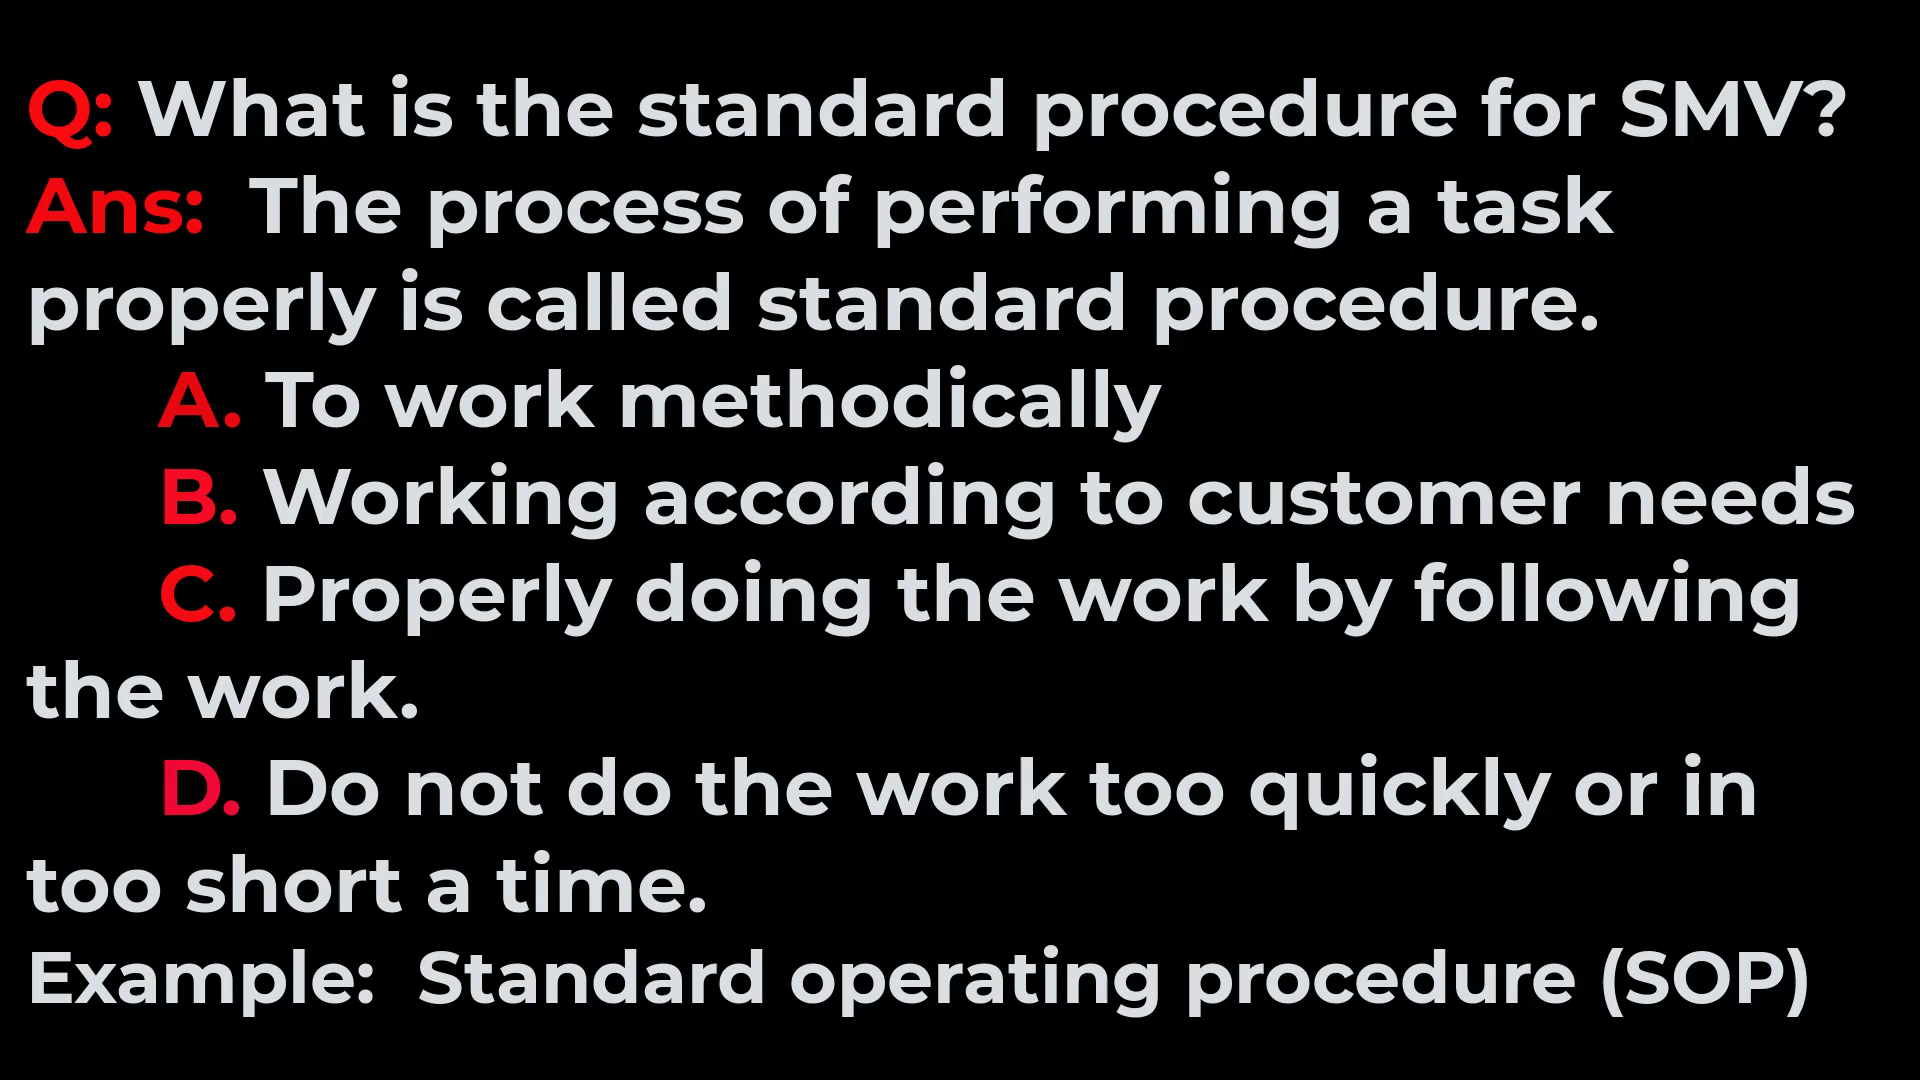 Q: What is the standard procedure for SMV?
Ans: The process of performing a task
properly is called standard procedure.
A. To work methodically
B. Working according to customer needs
C. Properly doing the work by following
the work.
D. Do not do the work too quickly or in
too short a time.
Example: Standard operating procedure (SOP)